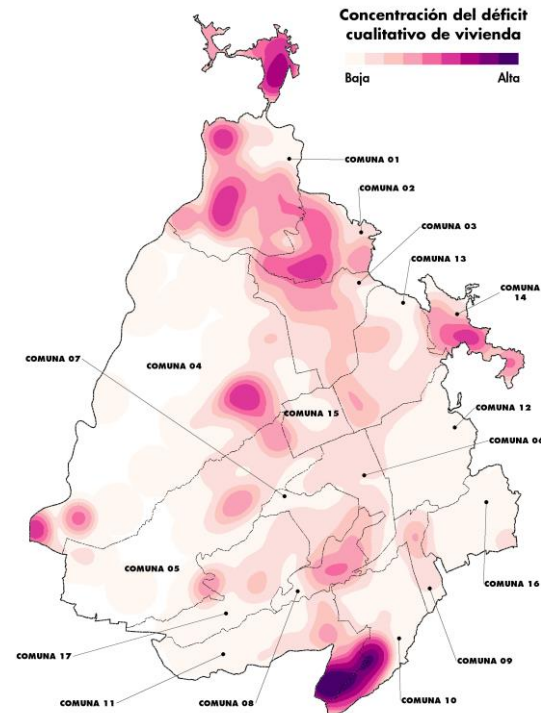 Concentración del déficit
cualitativo de vivienda
Baja
Alta
COMUNA 01
COMUNA 02
COMUNA 03
COMUNA 13
COMUNA
14
COMUNA 07
COMUNA 04
COMUNA 15
COMUNA 12
COMUNA 06
COMUNA 05
COMUNA 16
COMUNA 17
COMUNA 09
COMUNA 11
COMUNA 08
COMUNA 10